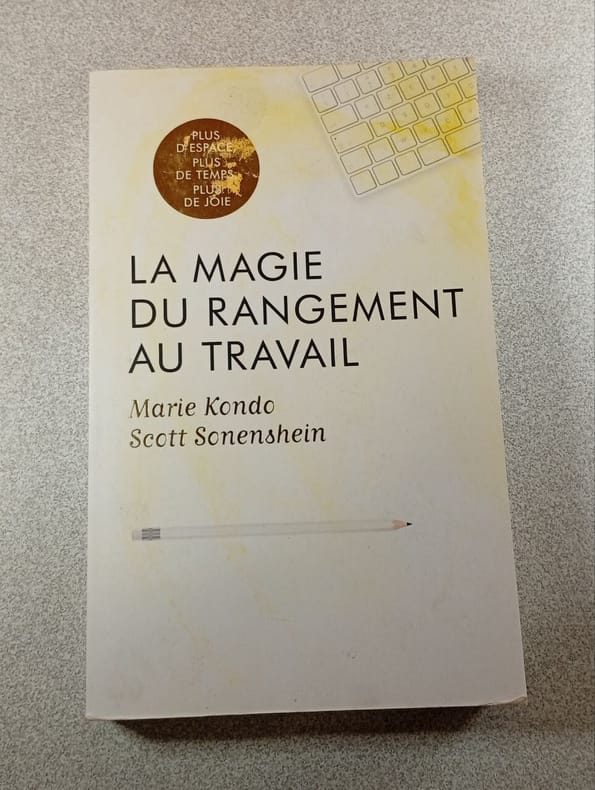 PLUS
D'ESPACE,
PLUS
DE TEMPS,
PLUS
DE JOIE
LA MAGIE
DU RANGEMENT
AU TRAVAIL
Marie Kondo
Scott Sonenshein